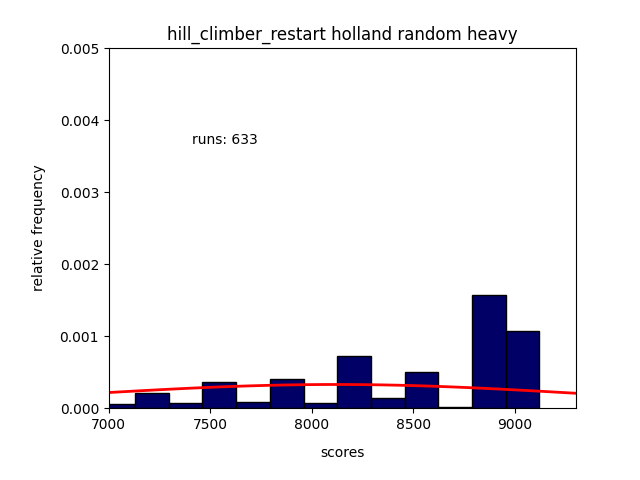 hill_climber_restart holland random heavy
0.005
0.004
0.003
0.002
0.001
0.000
relative frequency
runs: 633
7000 7500 8000 8500 9000
scores